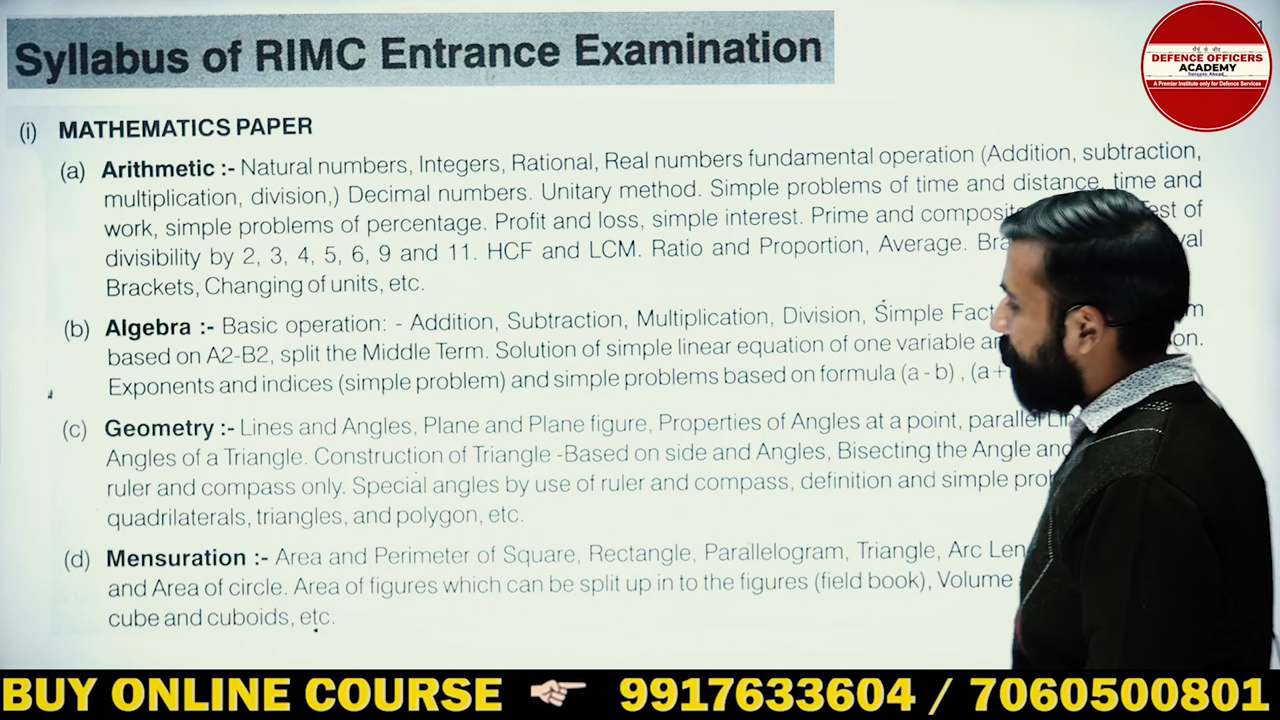 Syllabus of RIMC Entrance Examination
धैर्य से जीत
DEFENCE OFFICERS
ACADEMY
Success Ahead...
A Premier Institute only for Defence Services
(i) MATHEMATICS PAPER
(a) Arithmetic :- Natural numbers, Integers, Rational, Real numbers fundamental operation (Addition, subtraction,
multiplication, division,) Decimal numbers. Unitary method. Simple problems of time and distance, time and
work, simple problems of percentage. Profit and loss, simple interest. Prime and of
divisibility by 2, 3, 4, 5, 6, 9 and 11. HCF and LCM. Ratio and Proportion, Average.
Brackets, Changing of units, etc.
(b) Algebra :- Basic operation: - Addition, Subtraction, Multiplication, Division, Simple
based on A2-B2, split the Middle Term. Solution of simple linear equation of one variable
Exponents and indices (simple problem) and simple problems based on formula (a - b) , (a+
(c) Geometry :- Lines and Angles, Plane and Plane figure, Properties of Angles at a point, parallel
Angles of a Triangle. Construction of Triangle -Based on side and Angles, Bisecting the Angle
ruler and compass only. Special angles by use of ruler and compass, definition and simple
quadrilaterals, triangles, and polygon, etc.
(d) Mensuration :- Area and Perimeter of Square, Rectangle, Parallelogram, Triangle, Arc
and Area of circle. Area of figures which can be split up in to the figures (field book), Volume
cube and cuboids, etc.
BUY ONLINE COURSE 9917633604 / 7060500801